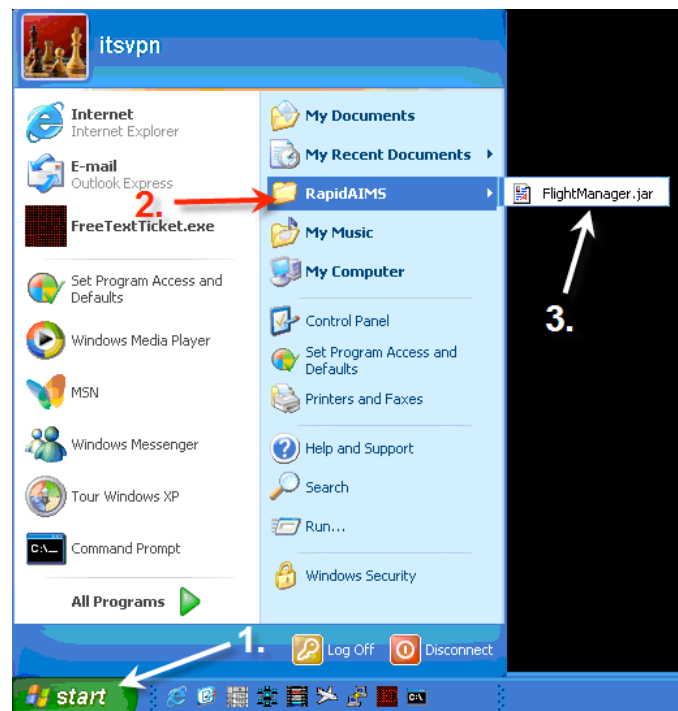 itsvpn
Internet
Internet Explorer
E-mail
Outlook Express
2.
FreeTextTicket.exe
Set Program Access and
Defaults
Windows Media Player
MSN
Windows Messenger
Tour Windows XP
C:\_
Command Prompt
All Programs
My Documents
My Recent Documents
RapidAIMS
My Music
My Computer
Control Panel
Set Program Access and
Defaults
Printers and Faxes
Help and Support
Search
Run...
Windows Security
FlightManager.jar
3.
1.
Log Off
Disconnect
start